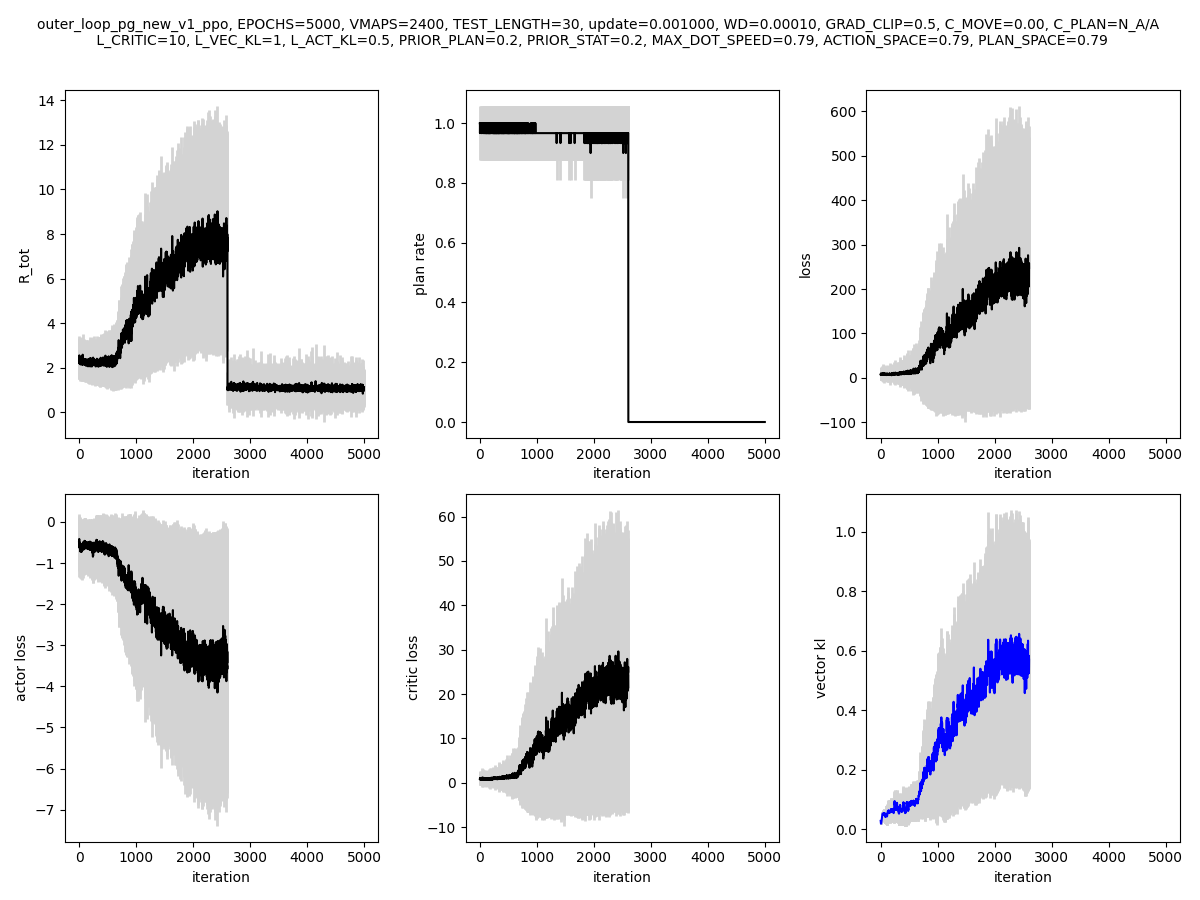 outer_loop_pg_new_v1_ppo, EPOCHS=5000, VMAPS=2400, TEST_LENGTH=30, update=0.001000, WD=0.00010, GRAD_CLIP=0.5, C_MOVE=0.00, C_PLAN=N_A/A
L_CRITIC=10, L_VEC_KL=1, L_ACT_KL=0.5, PRIOR_PLAN=0.2, PRIOR_STAT=0.2, MAX_DOT_SPEED=0.79, ACTION_SPACE=0.79, PLAN_SPACE=0.79
R_tot
14
12
10
8
6
4
2
0
0 1000 2000 3000 4000 5000
iteration
plan rate
1.0
0.8
0.6
0.4
0.2
0.0
0 1000 2000 3000 4000 5000
iteration
loss
600
500
400
300
200
100
0
−100
0 1000 2000 3000 4000 5000
iteration
actor loss
0
−1
−2
−3
−4
−5
−6
−7
0 1000 2000 3000 4000 5000
iteration
critic loss
60
50
40
30
20
10
0
−10
0 1000 2000 3000 4000 5000
iteration
vector kl
1.0
0.8
0.6
0.4
0.2
0.0
0 1000 2000 3000 4000 5000
iteration